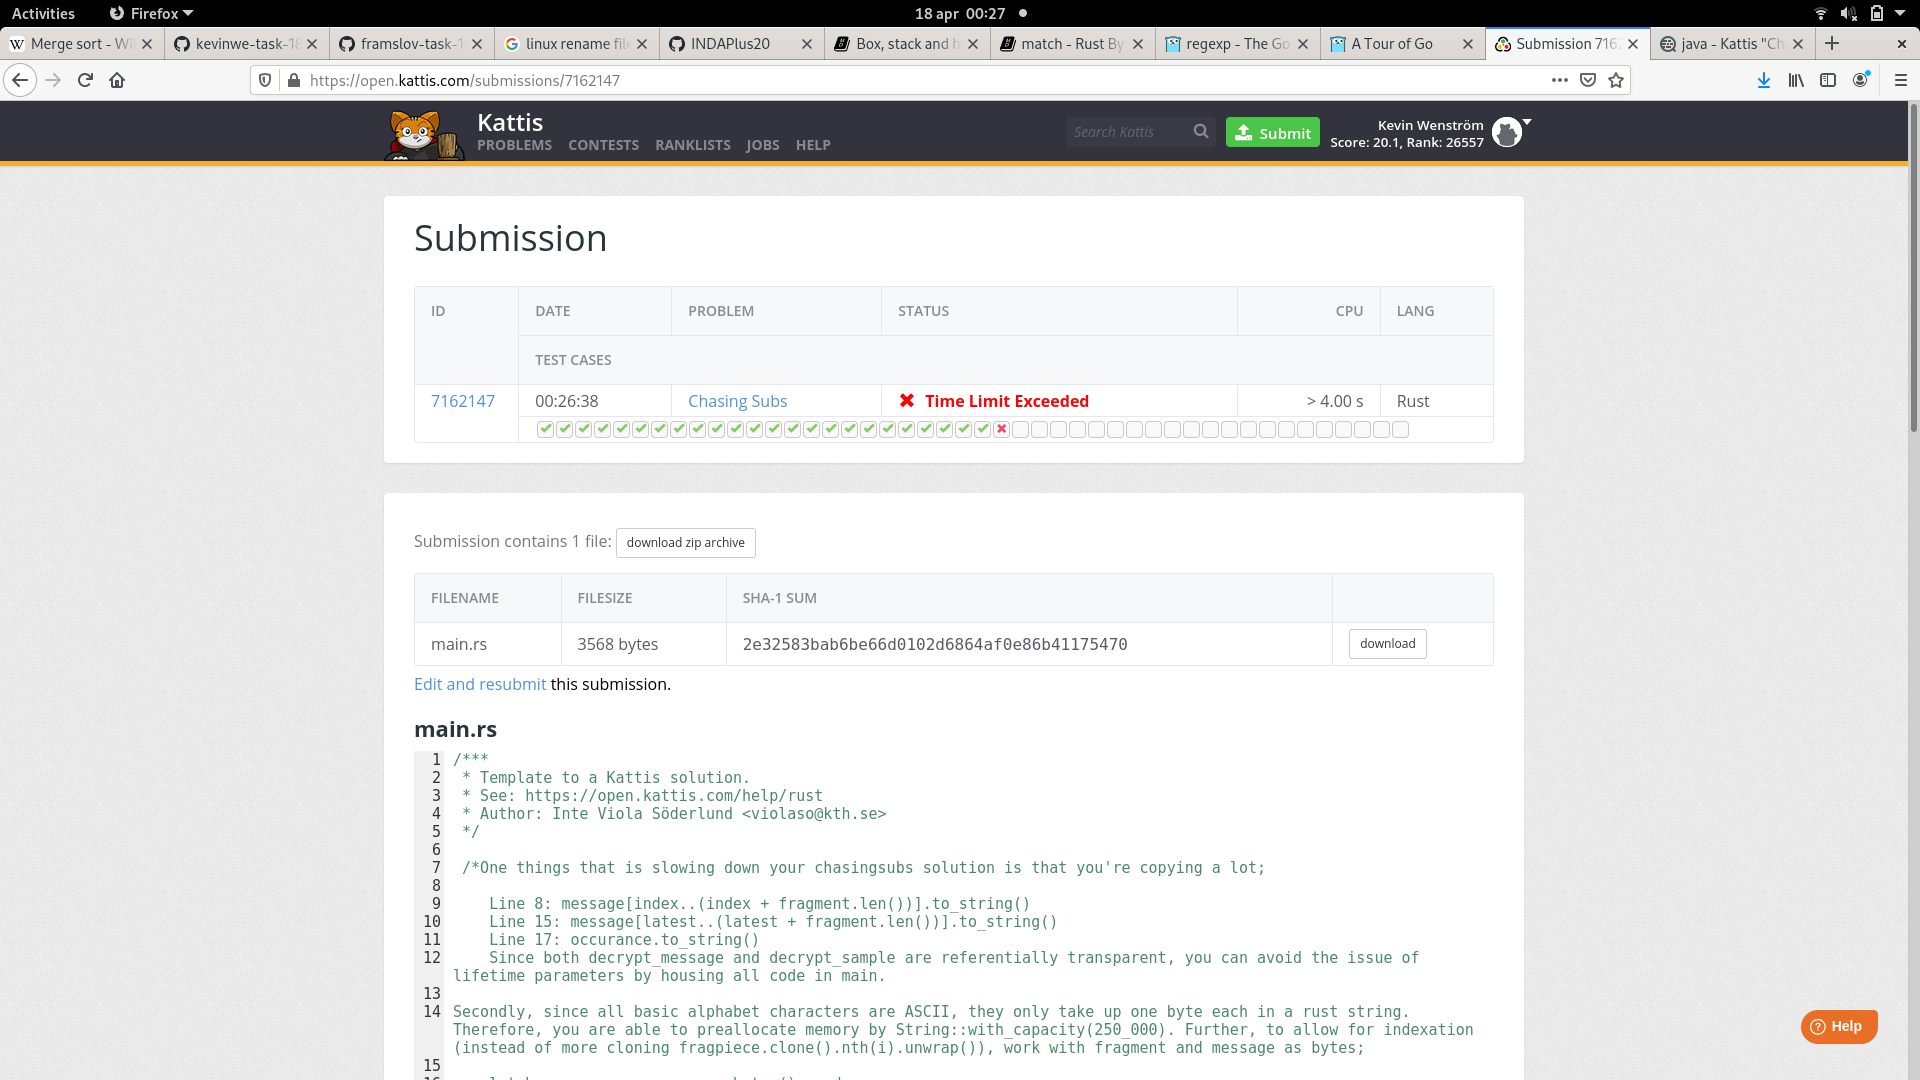 Activities Firefox 18 apr 00:27
Merge sort - Wi kevinwe-task-18 framslov-task-1 linux rename file INDAPlus20 Box, stack and h match - Rust By regexp - The Go A Tour of Go Submission 7162 java - Kattis "Ch
https://open.kattis.com/submissions/7162147
Kattis
PROBLEMS CONTESTS RANKLISTS JOBS HELP
Search Kattis
Submit
Kevin Wenström
Score: 20.1, Rank: 26557
Submission
ID DATE PROBLEM STATUS CPU LANG
TEST CASES
7162147 00:26:38 Chasing Subs Time Limit Exceeded > 4.00 s Rust
Submission contains 1 file: download zip archive
FILENAME FILESIZE SHA-1 SUM
main.rs 3568 bytes 2e32583bab6be66d0102d6864af0e86b41175470 download
Edit and resubmit this submission.
main.rs
1 /***
2 * Template to a Kattis solution.
3 * See: https://open.kattis.com/help/rust
4 * Author: Inte Viola Söderlund <violaso@kth.se>
5 */
6
7 /*One things that is slowing down your chasingsubs solution is that you're copying a lot;
8
9 Line 8: message[index..(index + fragment.len())].to_string()
10 Line 15: message[latest..(latest + fragment.len())].to_string()
11 Line 17: occurance.to_string()
12 Since both decrypt_message and decrypt_sample are referentially transparent, you can avoid the issue of
lifetime parameters by housing all code in main.
13
14 Secondly, since all basic alphabet characters are ASCII, they only take up one byte each in a rust string.
Therefore, you are able to preallocate memory by String::with_capacity(250_000). Further, to allow for indexation
(instead of more cloning fragpiece.clone().nth(i).unwrap()), work with fragment and message as bytes;
15
Help